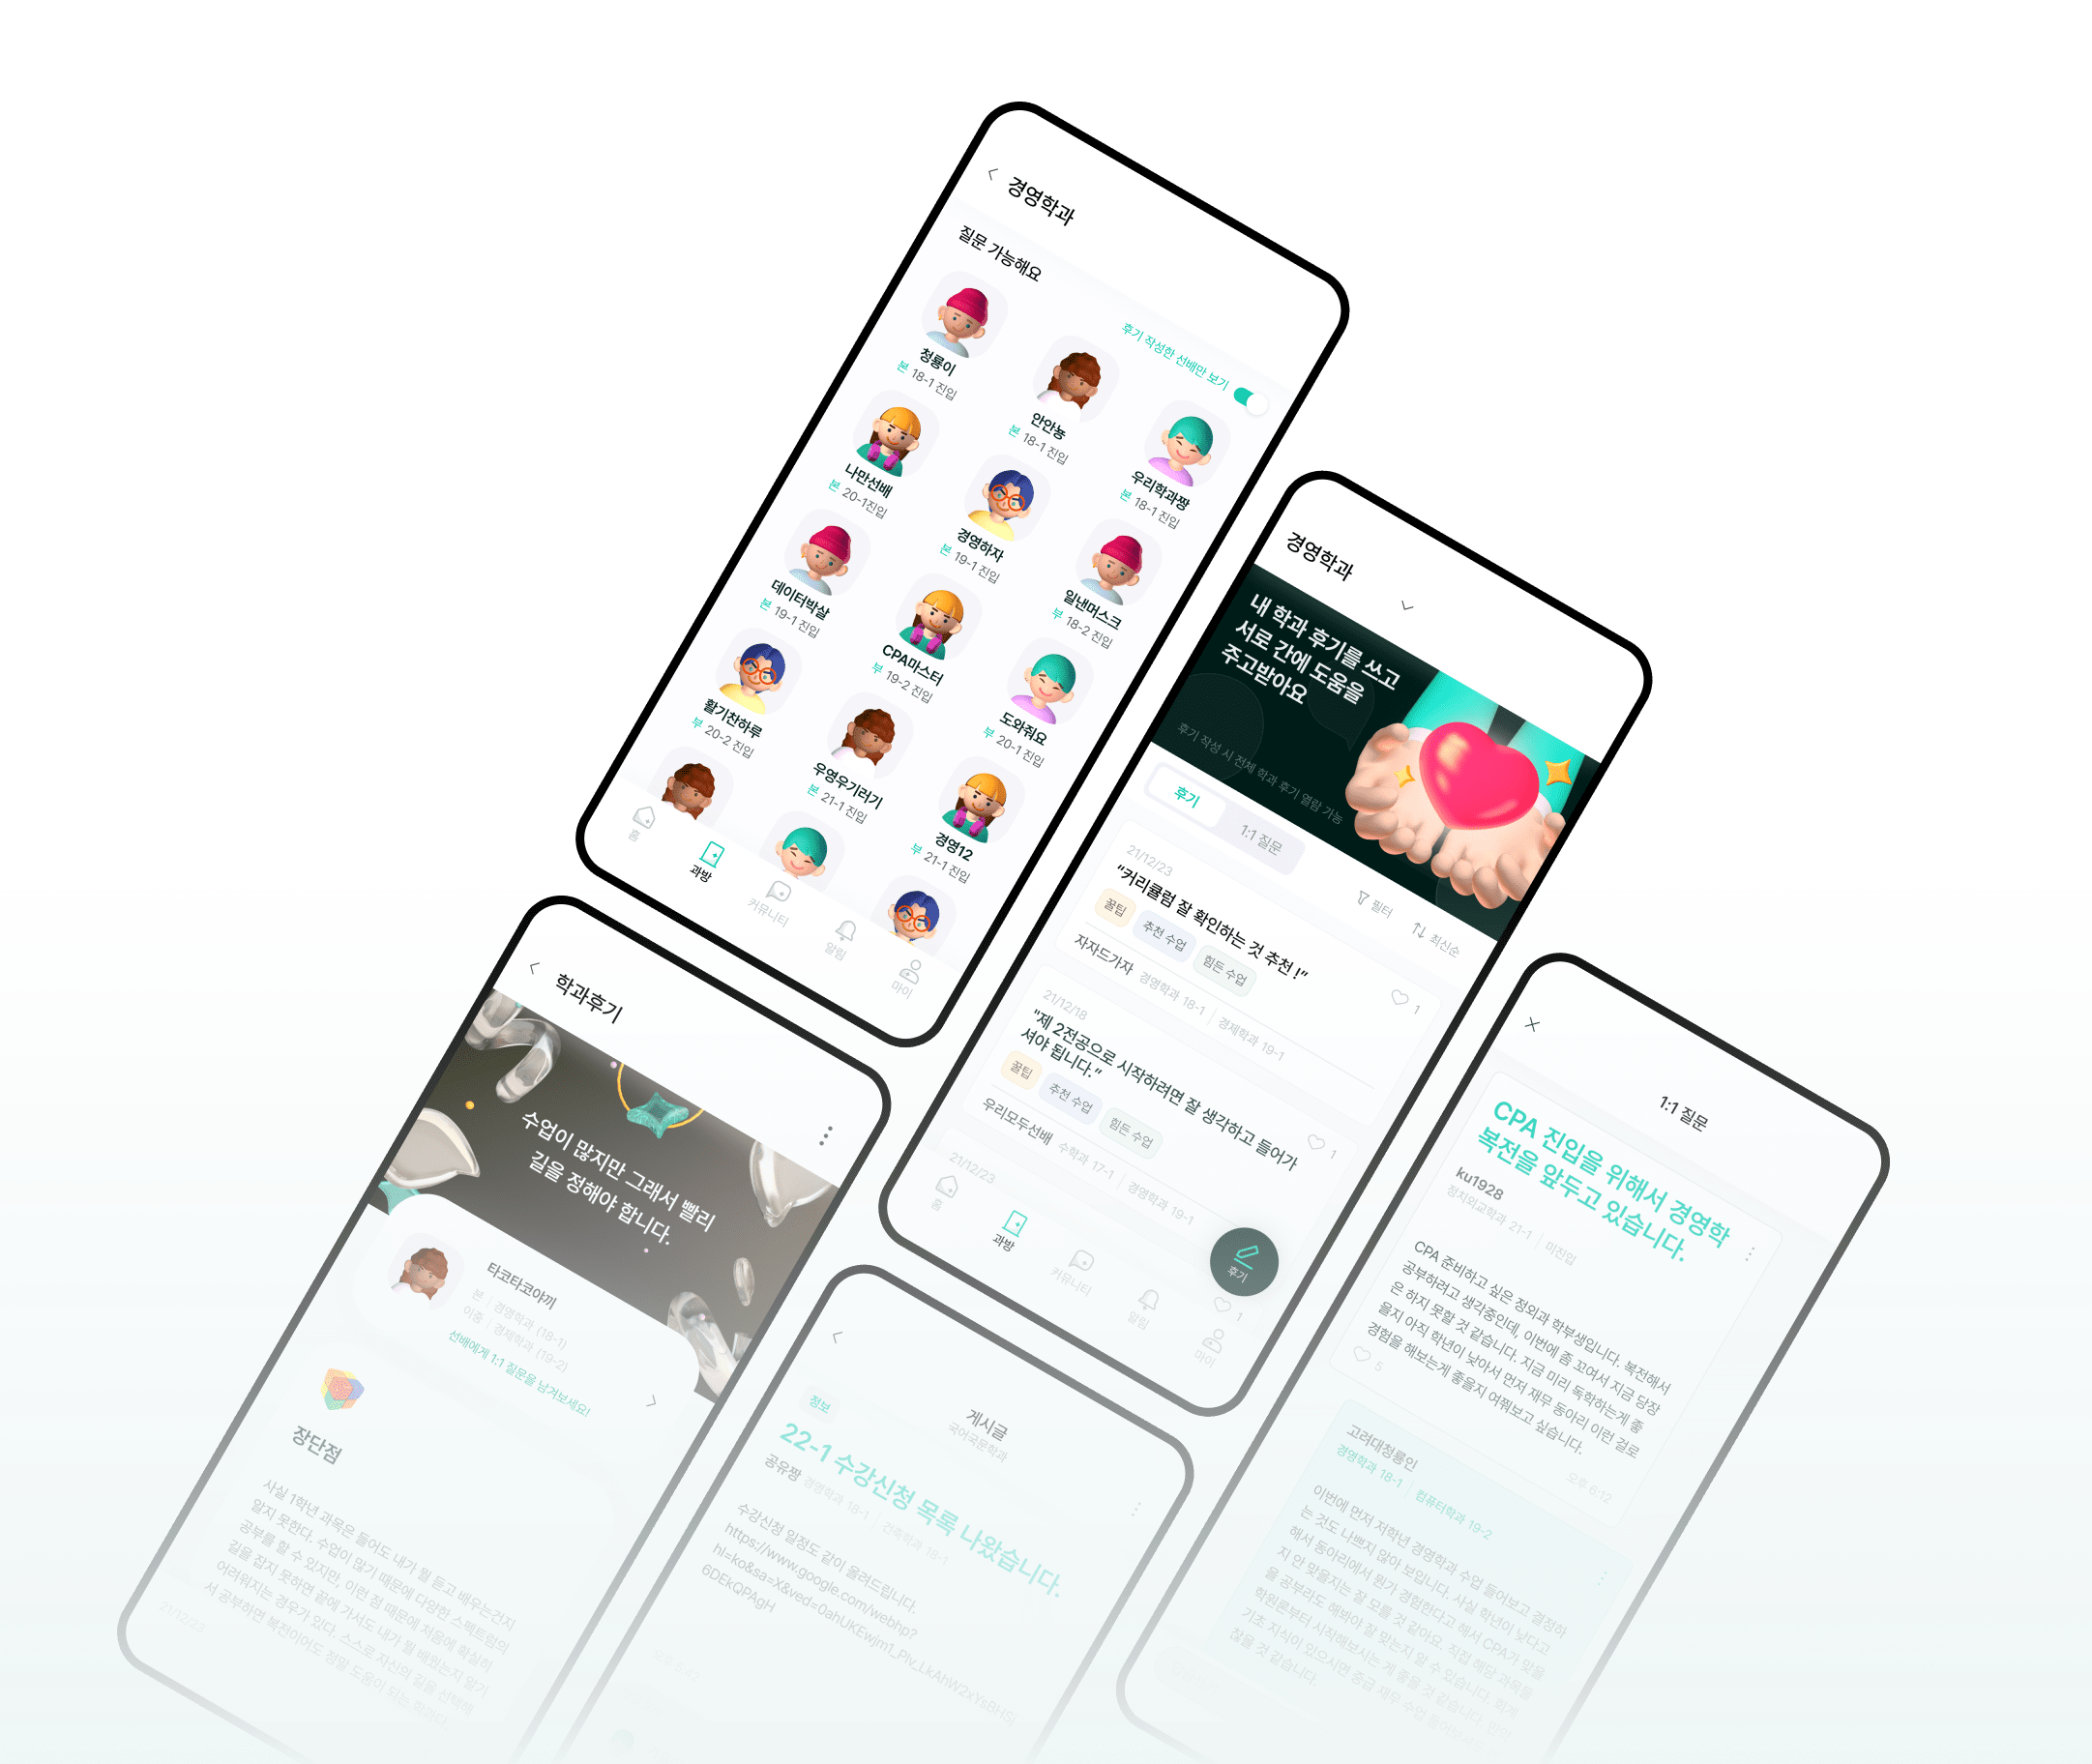 경영학과
질문 가능해요
후기 작성한 선배만 보기
청룡이
본 18-1 진입
안안뇽
본 18-1 진입
우리학과짱
본 18-1 진입
나만선배
본 20-1진입
경영하자
본 19-1 진입
일낸머스크
부 18-2 진입
데이터박살
본 19-1 진입
CPA마스터
부 19-2 진입
도와줘요
부 20-1 진입
활기찬하루
부 20-2 진입
우영우기러기
본 21-1 진입
경영12
부 21-1 진입
홈
과방
커뮤니티
알림
마이
경영학과
내 학과 후기를 쓰고
서로 간에 도움을
주고받아요
후기 작성 시 전체 학과 후기 열람 가능
후기
1:1 질문
필터
최신순
21/12/23
“커리큘럼 잘 확인하는 것 추천 !”
꿀팁
추천 수업
힘든 수업
자자드가자 경영학과 18-1 | 경제학과 19-1
1
21/12/18
“제 2전공으로 시작하려면 잘 생각하고 들어가
셔야 됩니다.”
꿀팁
추천 수업
힘든 수업
우리모두선배 수학과 17-1 | 경영학과 19-1
1
21/12/23
1
후기
홈
과방
커뮤니티
알림
마이
학과후기
수업이 많지만 그래서 빨리
길을 정해야 합니다.
타코타코야끼
본 | 경영학과 (18-1)
이중 | 경제학과 (19-2)
선배에게 1:1 질문을 남겨보세요!
장단점
사실 1학년 과목은 들어도 내가 뭘 듣고 배우는건지
알지 못한다. 수업이 많기 때문에 다양한 스펙트럼의
공부를 할 수 있지만, 이런 점 때문에 처음에 확실히
길을 잡지 못하면 끝에 가서도 내가 뭘 배웠는지 알기
어려워지는 경우가 있다. 스스로 자신의 길을 선택해
서 공부하면 복전이어도 정말 도움이 되는
21/12/23
게시글
국어국문학과
정보
22-1 수강신청 목록 나왔습니다.
공유짱 경영학과 18-1 | 건축학과 18-1
수강신청 일정도 같이 올려드립니다.
https://www.google.com/webhp?
hl=ko&sa=X&ved=0ahUKEwjm1_Plv_LkAhW2xYsBHSj
6DEkQPAgH
1:1 질문
CPA 진입을 위해서 경영학
복전을 앞두고 있습니다.
ku1928
정치외교학과 21-1 | 미진입
CPA 준비하고 싶은 정외과 학부생입니다. 복전해서
공부하려고 생각중인데, 이번에 좀 꼬여서 지금 당장
은 하지 못할 것 같습니다. 지금 미리 독학하는게 좋
을지 아직 학년이 낮아서 먼저 재무 동아리 이런 걸로
경험을 해보는게 좋을지 여쭤보고 싶습니다.
5
오후 6:12
고려대청룡인
경영학과 18-1 | 컴퓨터학과 19-2
이번에 먼저 저학년 경영학과 수업 들어보고 결정하
는 것도 나쁘지 않아 보입니다. 사실 학년이 낮다고
해서 동아리에서 뭔가 경험한다고 해서 CPA가 맞을
지 안 맞을지는 잘 모를 것 같아요. 직접 해당 과목들
을 공부라도 해봐야 잘 맞는지 알 수 있습니다. 회계
학원론부터 시작해보시는 게 좋을 것 같습니다. 만약
기초 지식이 있으시면 중급 재무 수업 들어보시는
괜찮을 것 같습니다.